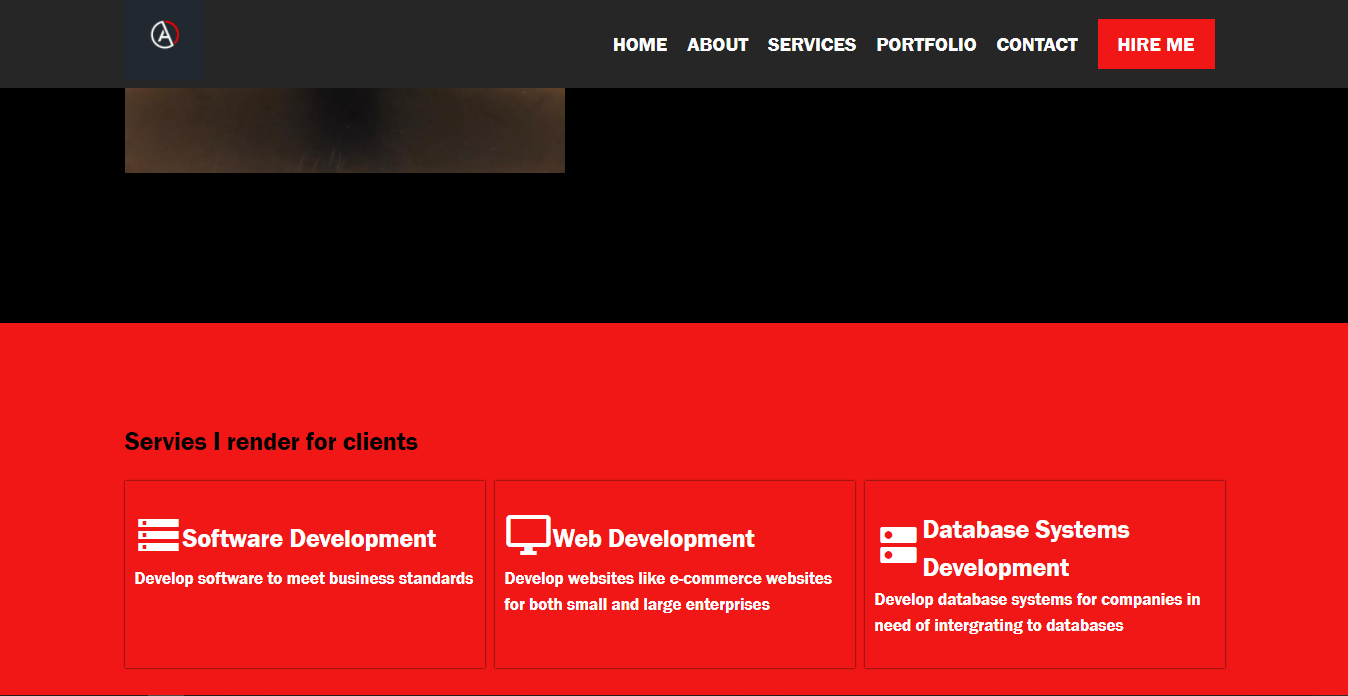 A
HOME ABOUT SERVICES PORTFOLIO CONTACT HIRE ME
Servies I render for clients
Software Development
Develop software to meet business standards
Web Development
Develop websites like e-commerce websites
for both small and large enterprises
Database Systems
Development
Develop database systems for companies in
need of intergrating to databases